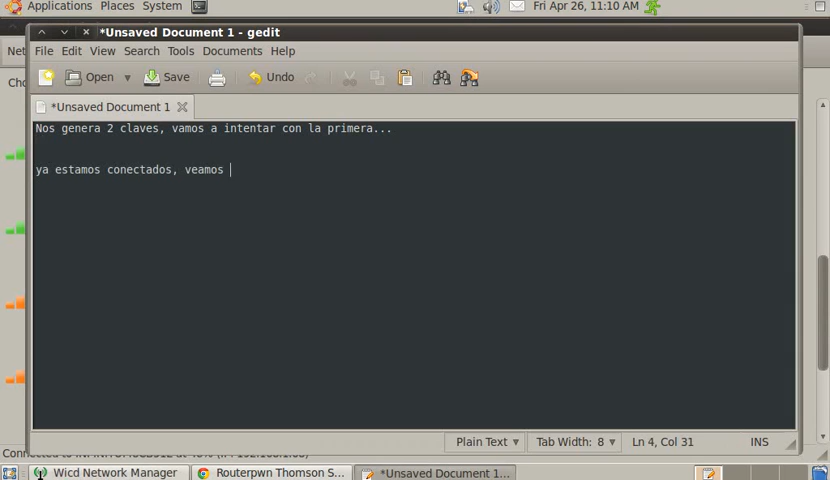 Applications Places System Fri Apr 26, 11:10 AM
*Unsaved Document 1 - gedit
File Edit View Search Tools Documents Help
Open Save Undo
*Unsaved Document 1
Nos genera 2 claves, vamos a intentar con la primera...
ya estamos conectados, veamos
Plain Text Tab Width: 8 Ln 4, Col 31 INS
Wicd Network Manager Routerpwn Thomson S... *Unsaved Document 1...